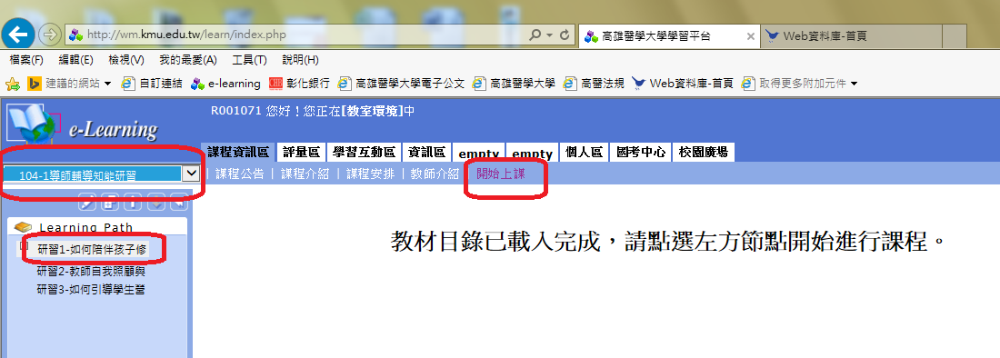 http://wm.kmu.edu.tw/learn/index.php
高雄醫學大學學習平台
Web資料庫-首頁
檔案(F) 編輯(E) 檢視(V) 我的最愛(A) 工具(T) 說明(H)
建議的網站 自訂連結 e-learning 彰化銀行 高雄醫學大學電子公文 高雄醫學大學 高醫法規 Web資料庫-首頁 取得更多附加元件
e-Learning
R001071 您好！您正在[教室環境]中
課程資訊區 評量區 學習互動區 資訊區 empty empty 個人區 國考中心 校園廣場
104-1導師輔導知能研習
| 課程公告 | 課程介紹 | 課程安排 | 教師介紹 開始上課
Learning Path
研習1-如何陪伴孩子修
研習2-教師自我照顧與
研習3-如何引導學生營
教材目錄已載入完成，請點選左方節點開始進行課程。